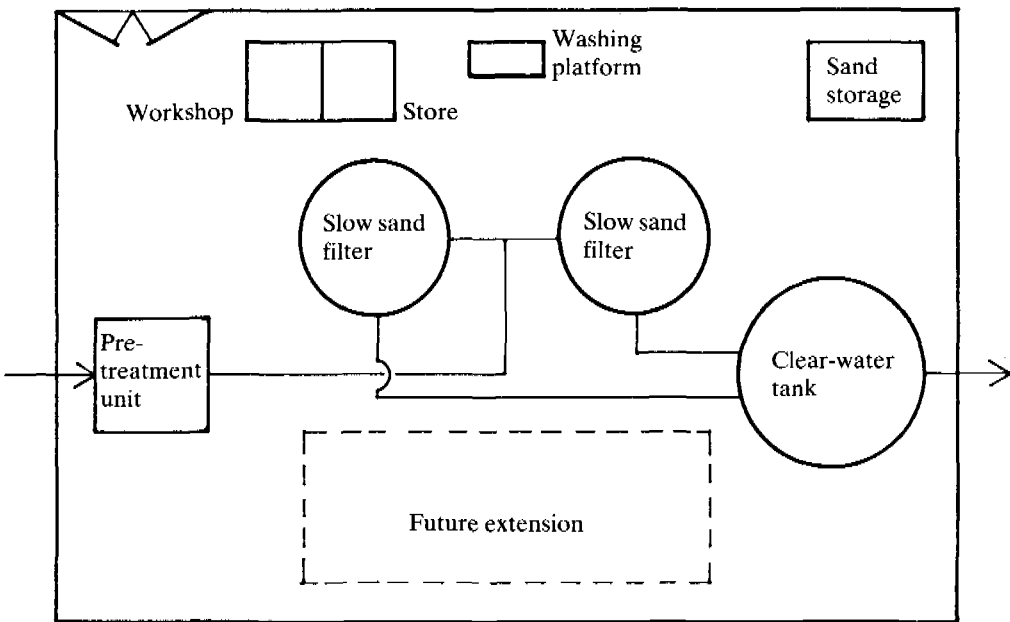 Washing
platform
Sand
storage
Workshop
Store
Slow sand
filter
Slow sand
filter
Pre-
treatment
unit
Clear-water
tank
Future extension